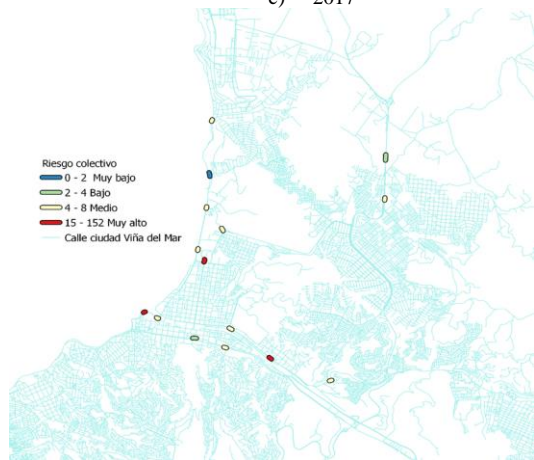 c) 2017
Riesgo colectivo
0 - 2 Muy bajo
2 - 4 Bajo
4 - 8 Medio
15 - 152 Muy alto
Calle ciudad Viña del Mar